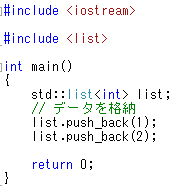 #include <iostream>
#include <list>
int main()
{
std::list<int> list;
// データを格納
list.push_back(1);
list.push_back(2);
return 0;
}